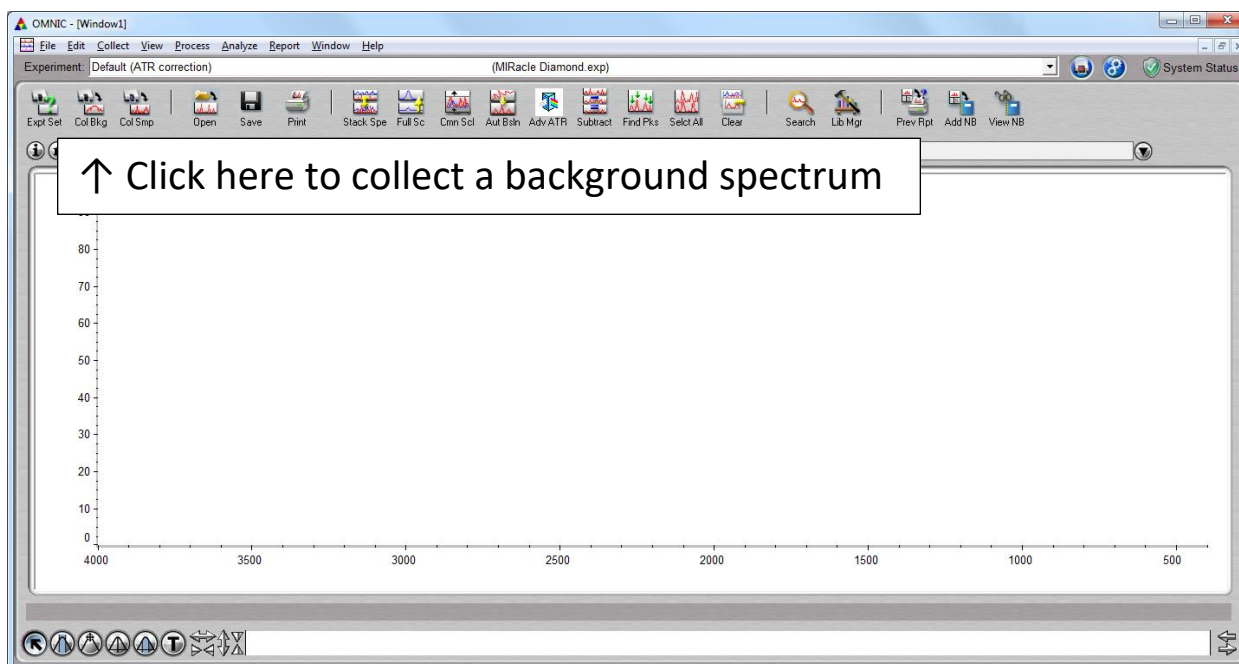 OMNIC - [Window1]
File Edit Collect View Process Analyze Report Window Help
Experiment: Default (ATR correction) (MIRacle Diamond.exp) System Status
Expt Set Col Bkg Col Smp Open Save Print Stack Spe Full Sc Cmn Scl Aut Bsln Adv ATR Subtract Find Pks Selct All Clear Search Lib Mgr Prev Rpt Add NB View NB
↑ Click here to collect a background spectrum
80
70
60
50
40
30
20
10
0
4000 3500 3000 2500 2000 1500 1000 500
T